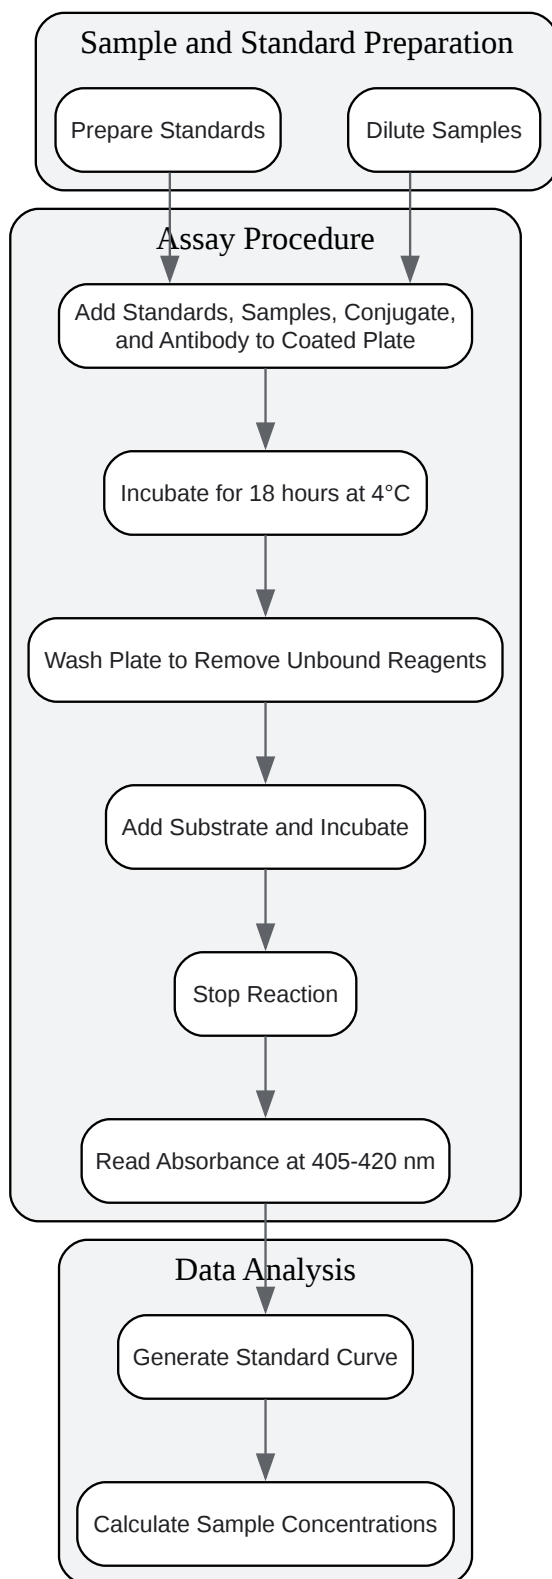 Sample and Standard Preparation
Prepare Standards
Dilute Samples
Assay Procedure
Add Standards, Samples, Conjugate,
and Antibody to Coated Plate
Incubate for 18 hours at 4°C
Wash Plate to Remove Unbound Reagents
Add Substrate and Incubate
Stop Reaction
Read Absorbance at 405-420 nm
Data Analysis
Generate Standard Curve
Calculate Sample Concentrations